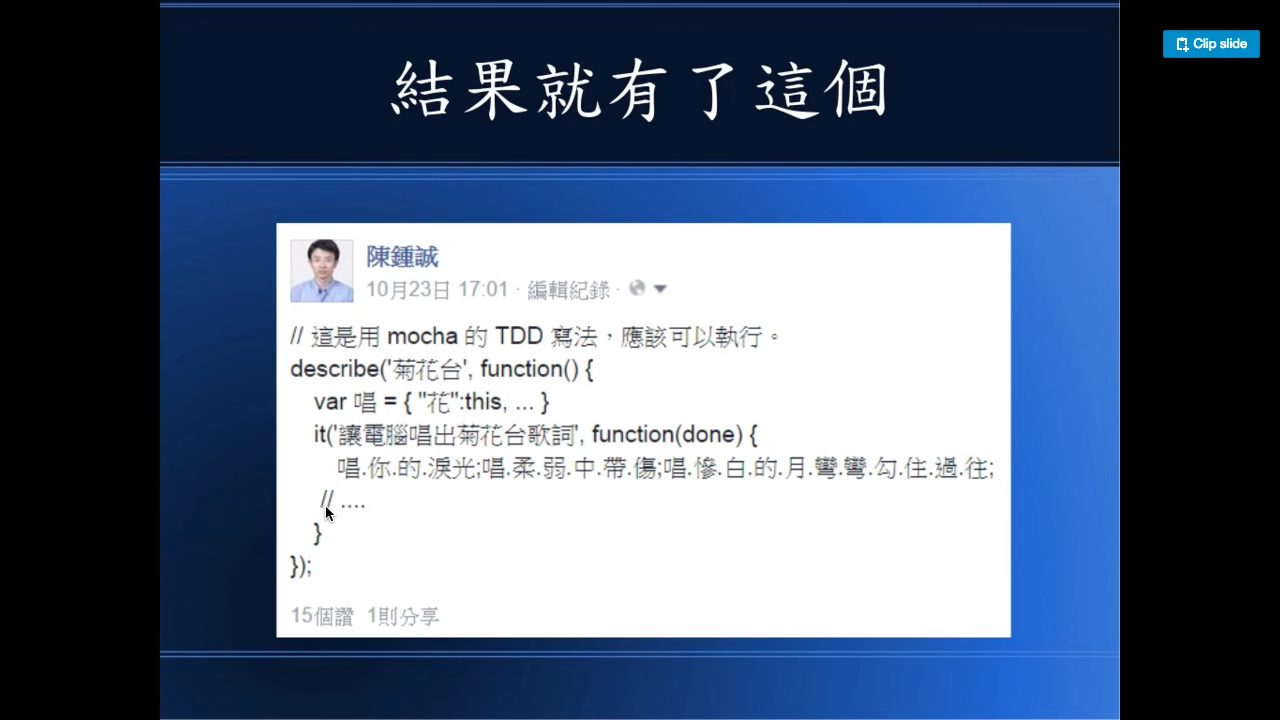 Clip slide
結果就有了這個
陳鍾誠
10月23日 17:01 · 編輯紀錄 ·
// 這是用 mocha 的 TDD 寫法，應該可以執行。
describe('菊花台', function() {
var 唱 = { "花":this, ... }
it('讓電腦唱出菊花台歌詞', function(done) {
唱.你.的.淚光;唱.柔.弱.中.帶.傷;唱.慘.白.的.月.彎.彎.勾.住.過.往;
// ....
}
});
15個讚 1則分享